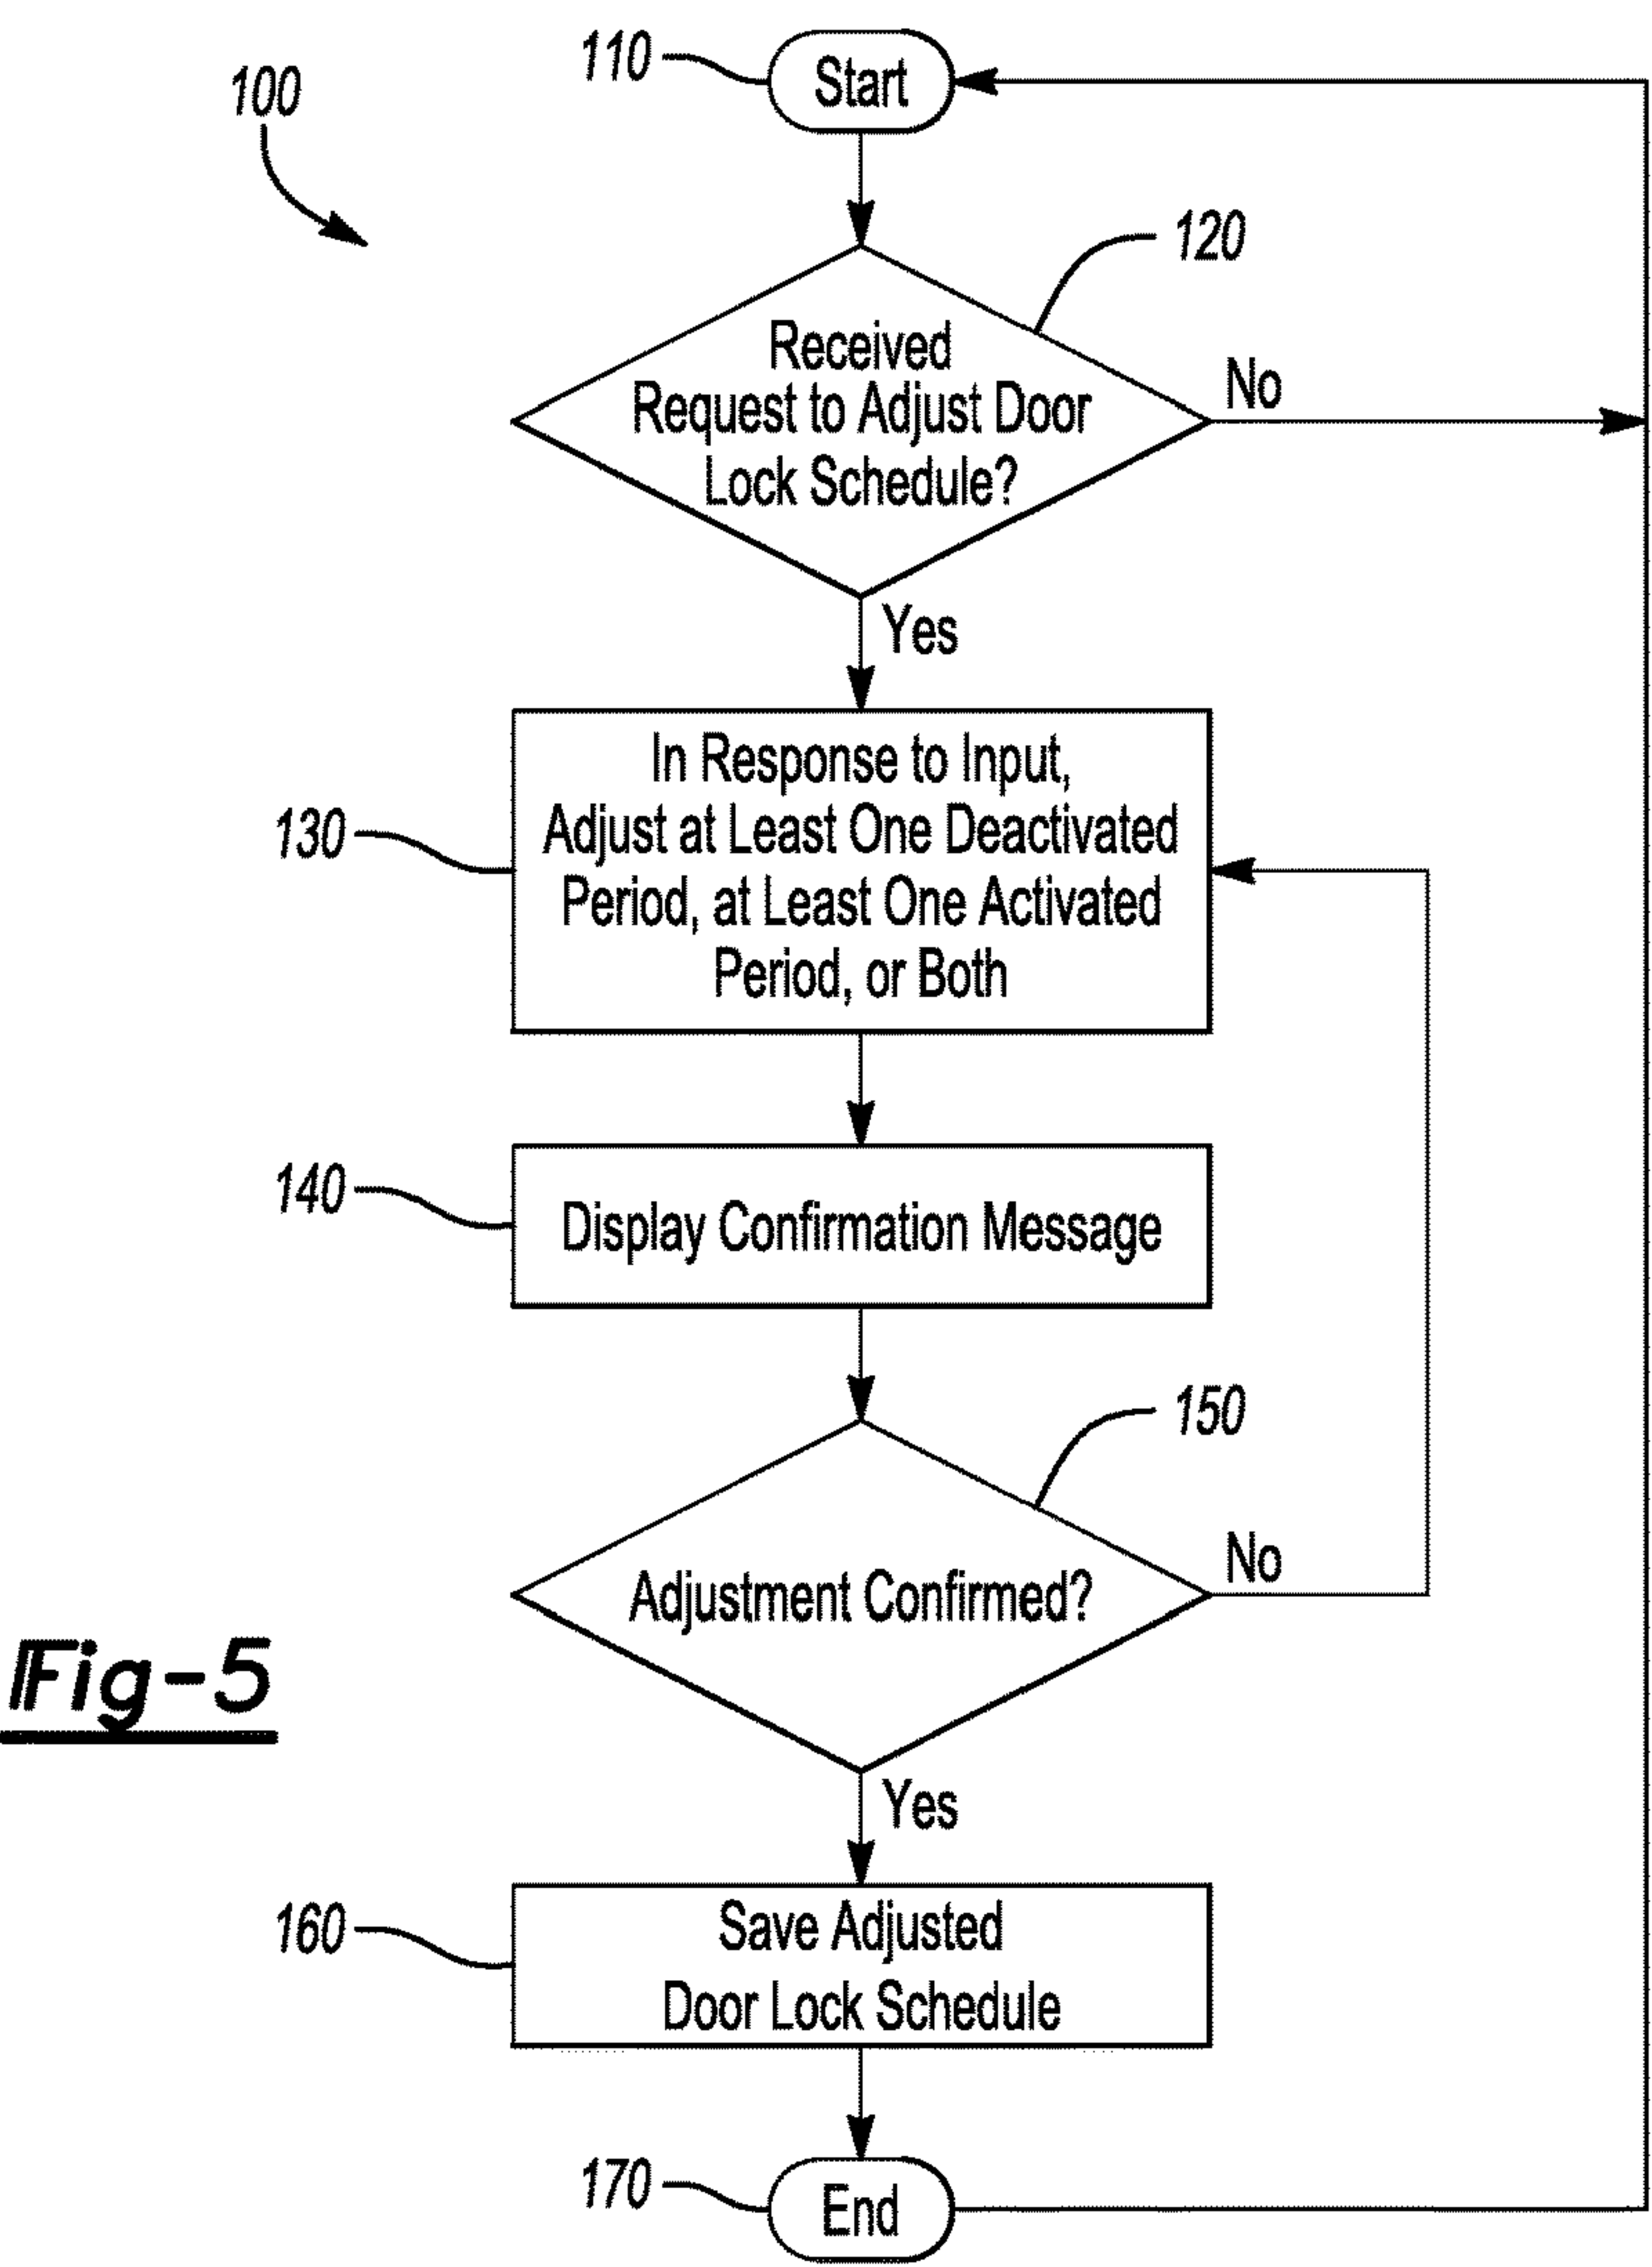 110
Start
100
120
Received
Request to Adjust Door
Lock Schedule?
No
Yes
In Response to Input,
Adjust at Least One Deactivated
Period, at Least One Activated
Period, or Both
130
140
Display Confirmation Message
150
Adjustment Confirmed?
No
Fig-5
Yes
160
Save Adjusted
Door Lock Schedule
170
End